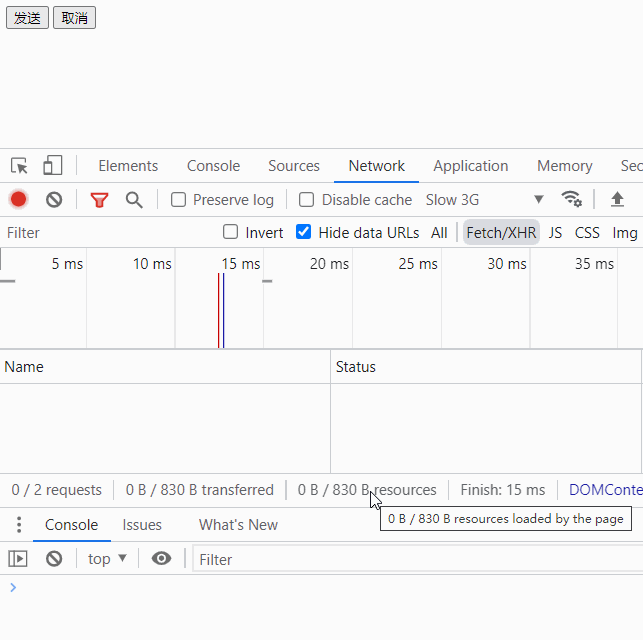 发送 取消
Elements Console Sources Network Application Memory Sec
Preserve log Disable cache Slow 3G
Filter Invert Hide data URLs All Fetch/XHR JS CSS Img
5 ms 10 ms 15 ms 20 ms 25 ms 30 ms 35 ms
Name Status
0 / 2 requests 0 B / 830 B transferred 0 B / 830 B resources Finish: 15 ms DOMConte
0 B / 830 B resources loaded by the page
Console Issues What's New
top Filter